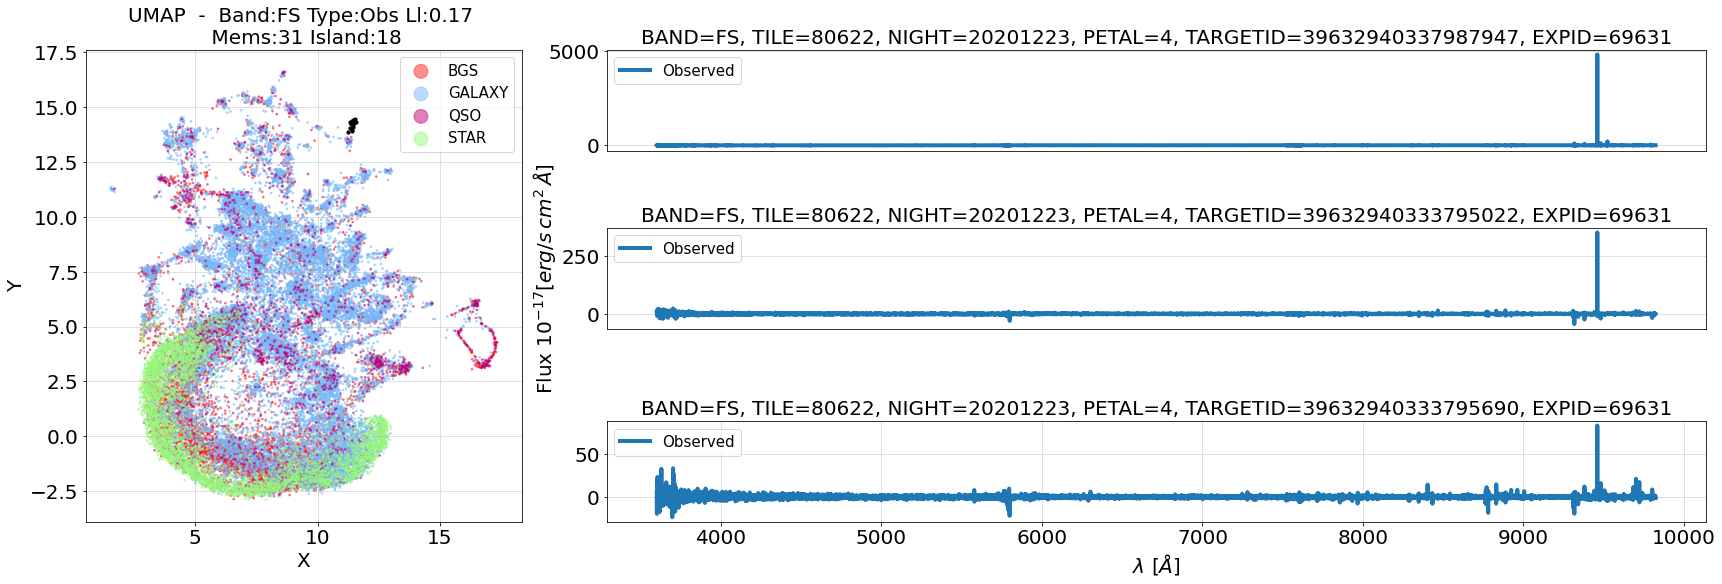 UMAP  -  Band:FS Type:Obs Ll:0.17
Mems:31 Island:18
17.5
15.0
12.5
10.0
7.5
5.0
2.5
0.0
−2.5
Y
5
10
15
X
BGS
GALAXY
QSO
STAR
BAND=FS, TILE=80622, NIGHT=20201223, PETAL=4, TARGETID=39632940337987947, EXPID=69631
5000
0
Observed
BAND=FS, TILE=80622, NIGHT=20201223, PETAL=4, TARGETID=39632940333795022, EXPID=69631
250
0
Observed
Flux 10⁻¹⁷[erg/s cm² Å]
BAND=FS, TILE=80622, NIGHT=20201223, PETAL=4, TARGETID=39632940333795690, EXPID=69631
50
0
Observed
4000
5000
6000
7000
8000
9000
10000
λ [Å]